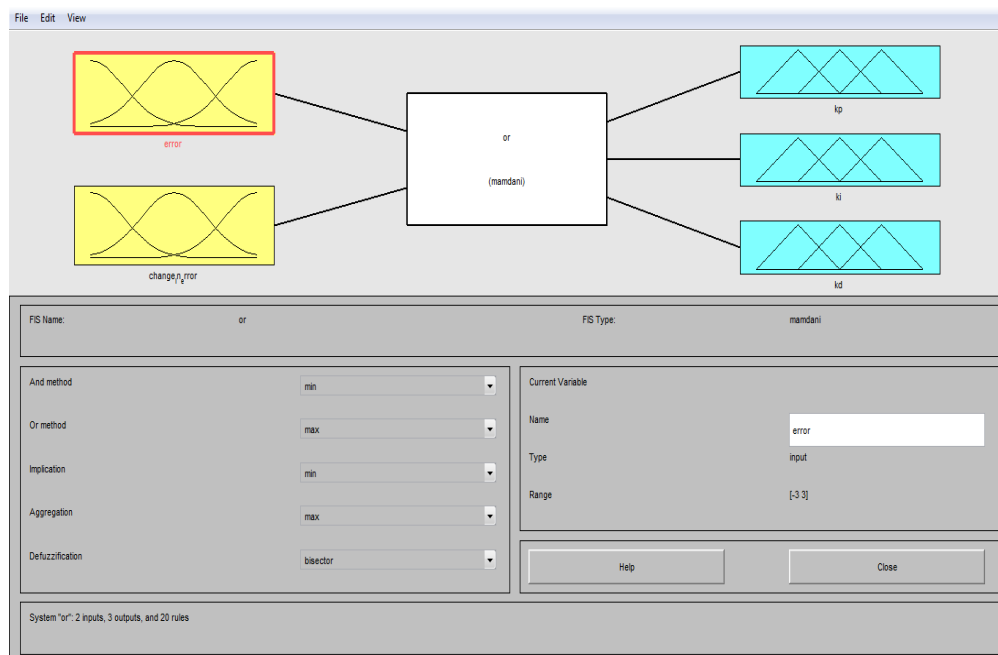 File Edit View
error
change_in_error
or
(mamdani)
kp
ki
kd
FIS Name: or FIS Type: mamdani
And method min
Or method max
Implication min
Aggregation max
Defuzzification bisector
Current Variable
Name error
Type input
Range [-3 3]
Help Close
System "or": 2 inputs, 3 outputs, and 20 rules